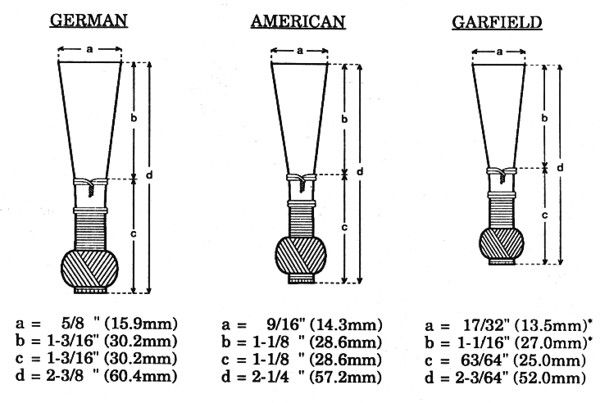 GERMAN
a
b
d
c
a = 5/8 " (15.9mm)
b = 1-3/16" (30.2mm)
c = 1-3/16" (30.2mm)
d = 2-3/8 " (60.4mm)
AMERICAN
a
b
d
c
a = 9/16" (14.3mm)
b = 1-1/8 " (28.6mm)
c = 1-1/8 " (28.6mm)
d = 2-1/4 " (57.2mm)
GARFIELD
a
b
d
c
a = 17/32" (13.5mm)*
b = 1-1/16" (27.0mm)*
c = 63/64" (25.0mm)
d = 2-3/64" (52.0mm)